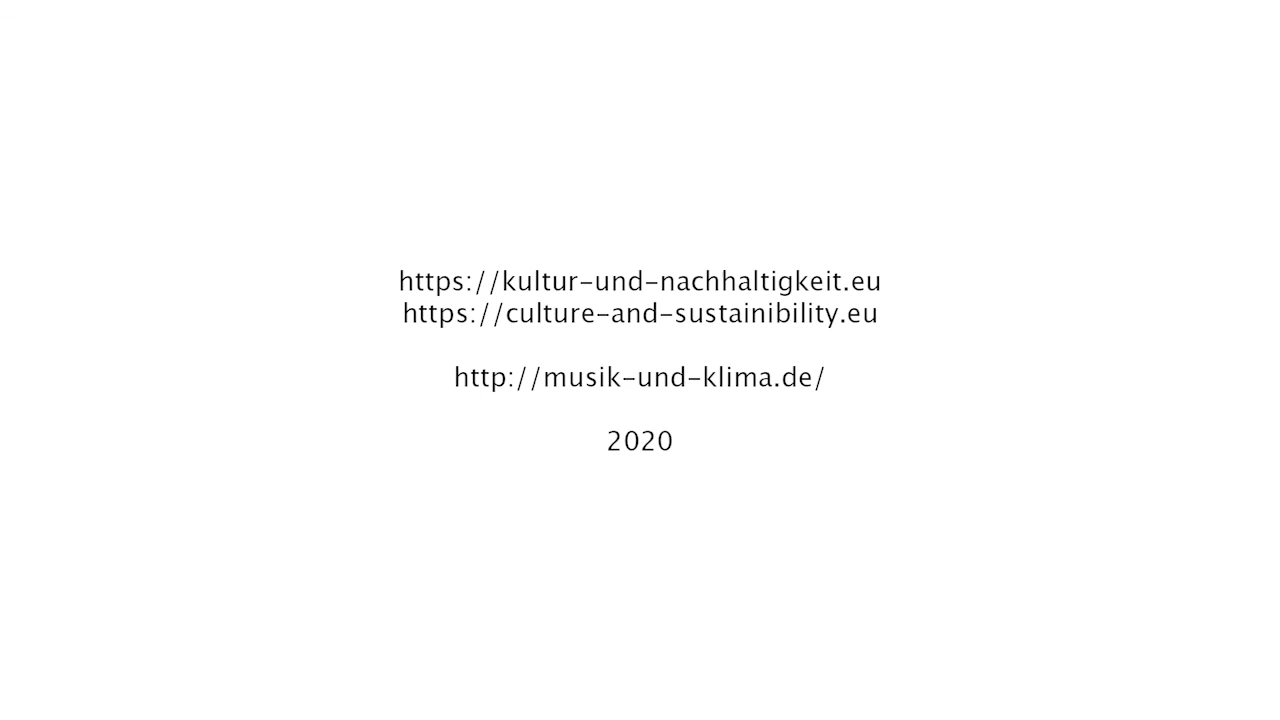 https://kultur-und-nachhaltigkeit.eu
https://culture-and-sustainibility.eu
http://musik-und-klima.de/
2020